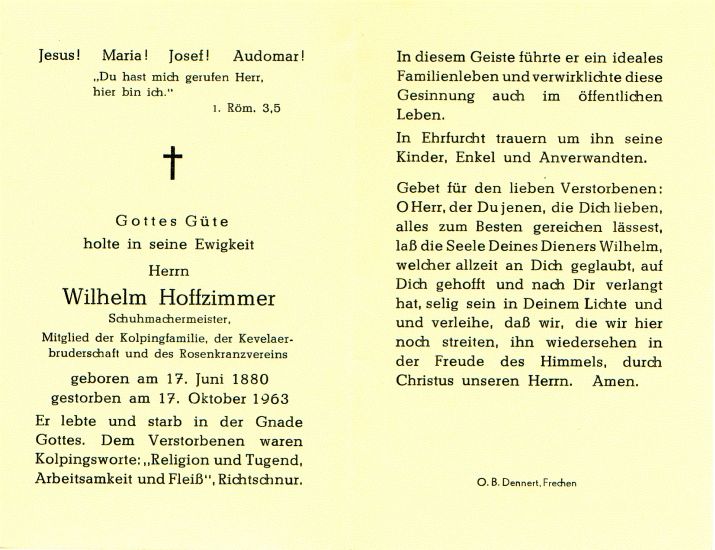 Jesus! Maria! Josef! Audomar!
„Du hast mich gerufen Herr,
hier bin ich."
1. Röm. 3,5
Gottes Güte
holte in seine Ewigkeit
Herrn
Wilhelm Hoffzimmer
Schuhmachermeister,
Mitglied der Kolpingfamilie, der Kevelaer-
bruderschaft und des Rosenkranzvereins
geboren am 17. Juni 1880
gestorben am 17. Oktober 1963
Er lebte und starb in der Gnade
Gottes. Dem Verstorbenen waren
Kolpingsworte: „Religion und Tugend,
Arbeitsamkeit und Fleiß", Richtschnur.
In diesem Geiste führte er ein ideales
Familienleben und verwirklichte diese
Gesinnung auch im öffentlichen
Leben.
In Ehrfurcht trauern um ihn seine
Kinder, Enkel und Anverwandten.
Gebet für den lieben Verstorbenen:
O Herr, der Du jenen, die Dich lieben,
alles zum Besten gereichen lässest,
laß die Seele Deines Dieners Wilhelm,
welcher allzeit an Dich geglaubt, auf
Dich gehofft und nach Dir verlangt
hat, selig sein in Deinem Lichte und
und verleihe, daß wir, die wir hier
noch streiten, ihn wiedersehen in
der Freude des Himmels, durch
Christus unseren Herrn. Amen.
O. B. Dennert, Frechen